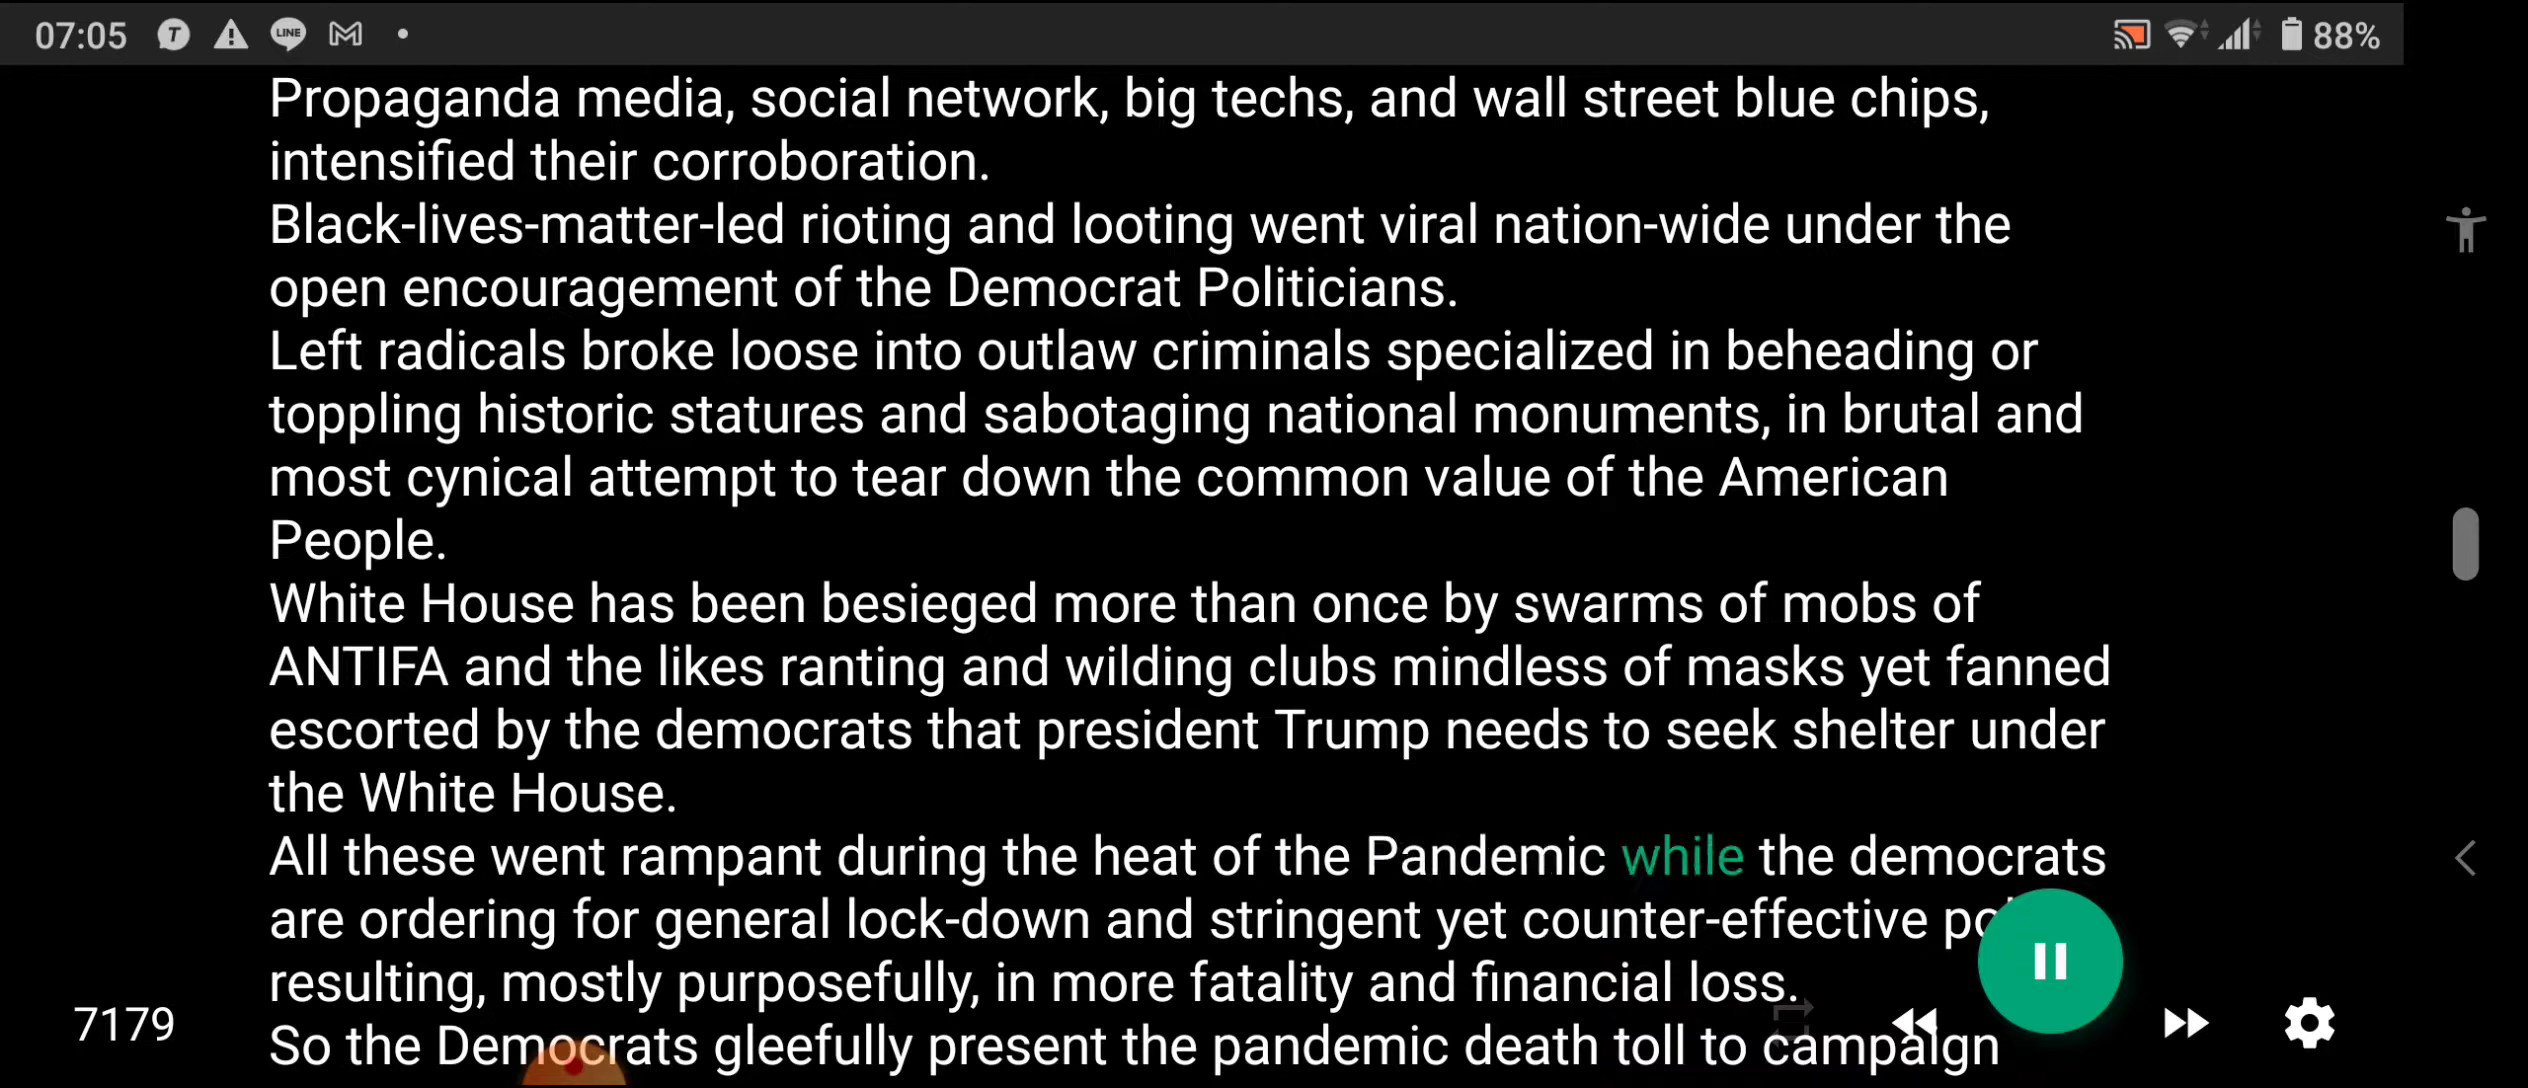 07:05 T LINE M 88%
Propaganda media, social network, big techs, and wall street blue chips,
intensified their corroboration.
Black-lives-matter-led rioting and looting went viral nation-wide under the
open encouragement of the Democrat Politicians.
Left radicals broke loose into outlaw criminals specialized in beheading or
toppling historic statures and sabotaging national monuments, in brutal and
most cynical attempt to tear down the common value of the American
People.
White House has been besieged more than once by swarms of mobs of
ANTIFA and the likes ranting and wilding clubs mindless of masks yet fanned
escorted by the democrats that president Trump needs to seek shelter under
the White House.
All these went rampant during the heat of the Pandemic while the democrats
are ordering for general lock-down and stringent yet counter-effective
resulting, mostly purposefully, in more fatality and financial loss.
7179
So the Democrats gleefully present the pandemic death toll to campaign